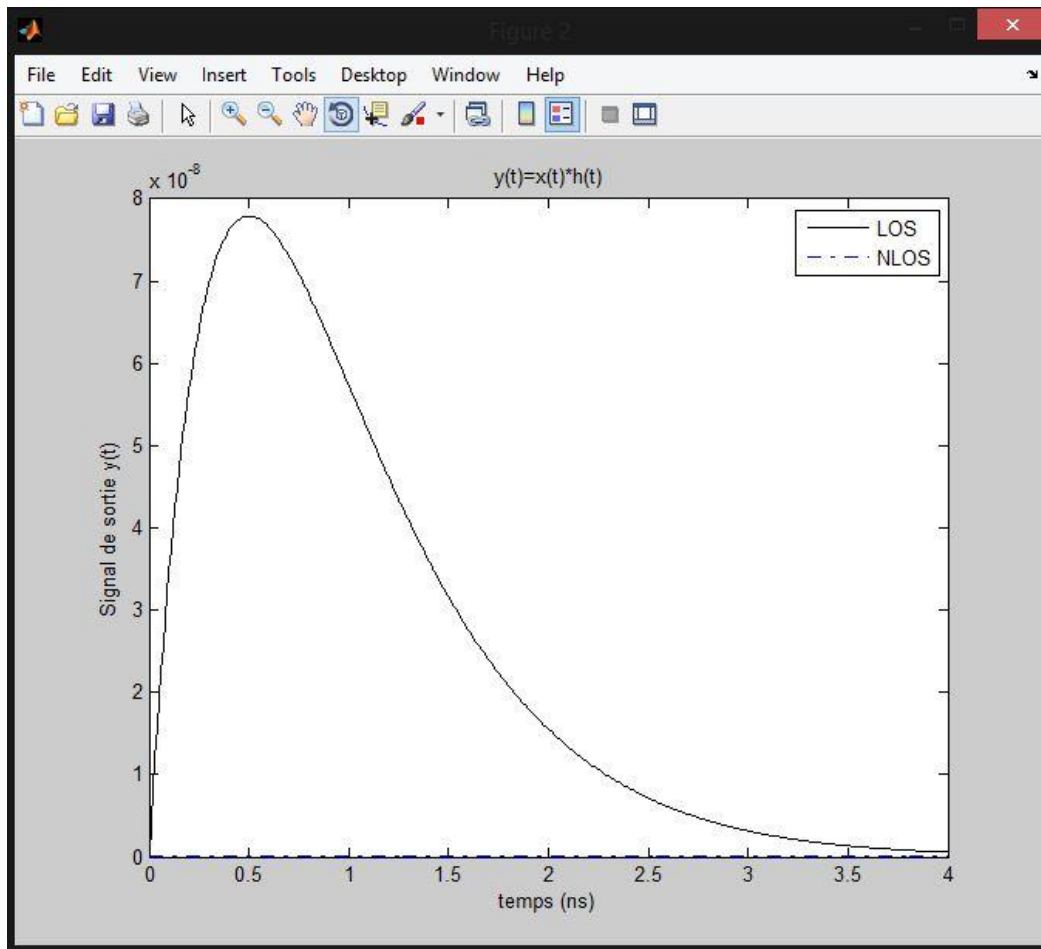 Figure 2
File Edit View Insert Tools Desktop Window Help
x 10^-8
y(t)=x(t)*h(t)
8
7
6
5
4
3
2
1
0
Signal de sortie y(t)
LOS
NLOS
0 0.5 1 1.5 2 2.5 3 3.5 4
temps (ns)